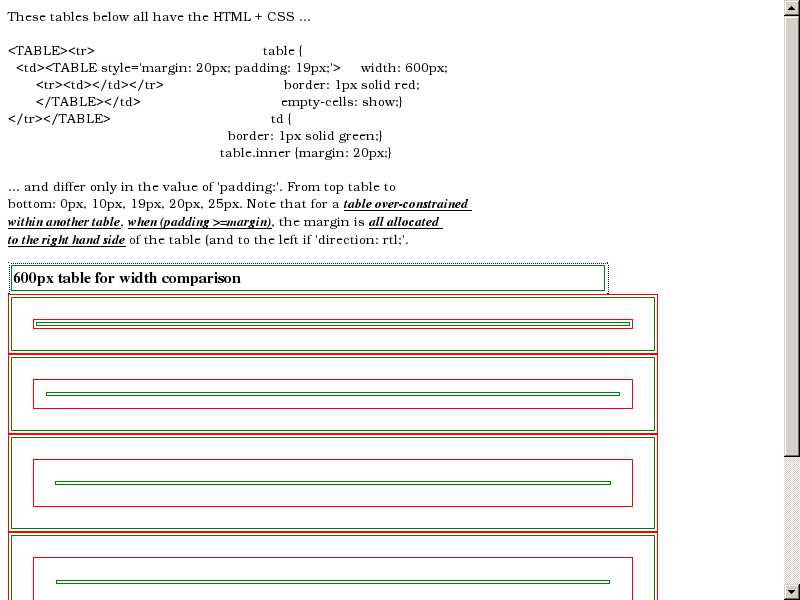 These tables below all have the HTML + CSS ...
<TABLE><tr> table {
<td><TABLE style='margin: 20px; padding: 19px;'> width: 600px;
<tr><td></td></tr> border: 1px solid red;
</TABLE></td> empty-cells: show;}
</tr></TABLE> td {
border: 1px solid green;}
table.inner {margin: 20px;}
... and differ only in the value of 'padding:'. From top table to
bottom: 0px, 10px, 19px, 20px, 25px. Note that for a table over-constrained
within another table, when (padding >=margin), the margin is all allocated
to the right hand side of the table (and to the left if 'direction: rtl;'.
600px table for width comparison